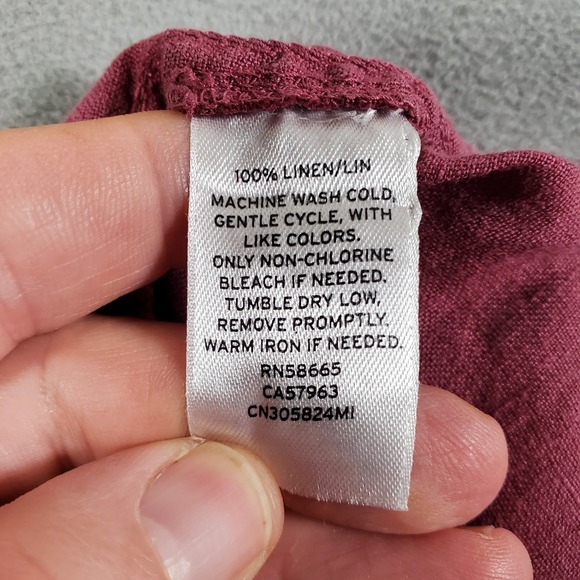 100% LINEN/LIN
MACHINE WASH COLD,
GENTLE CYCLE, WITH
LIKE COLORS.
ONLY NON-CHLORINE
BLEACH IF NEEDED.
TUMBLE DRY LOW,
REMOVE PROMPTLY.
WARM IRON IF NEEDED.
RN58665
CA57963
CN305824MI